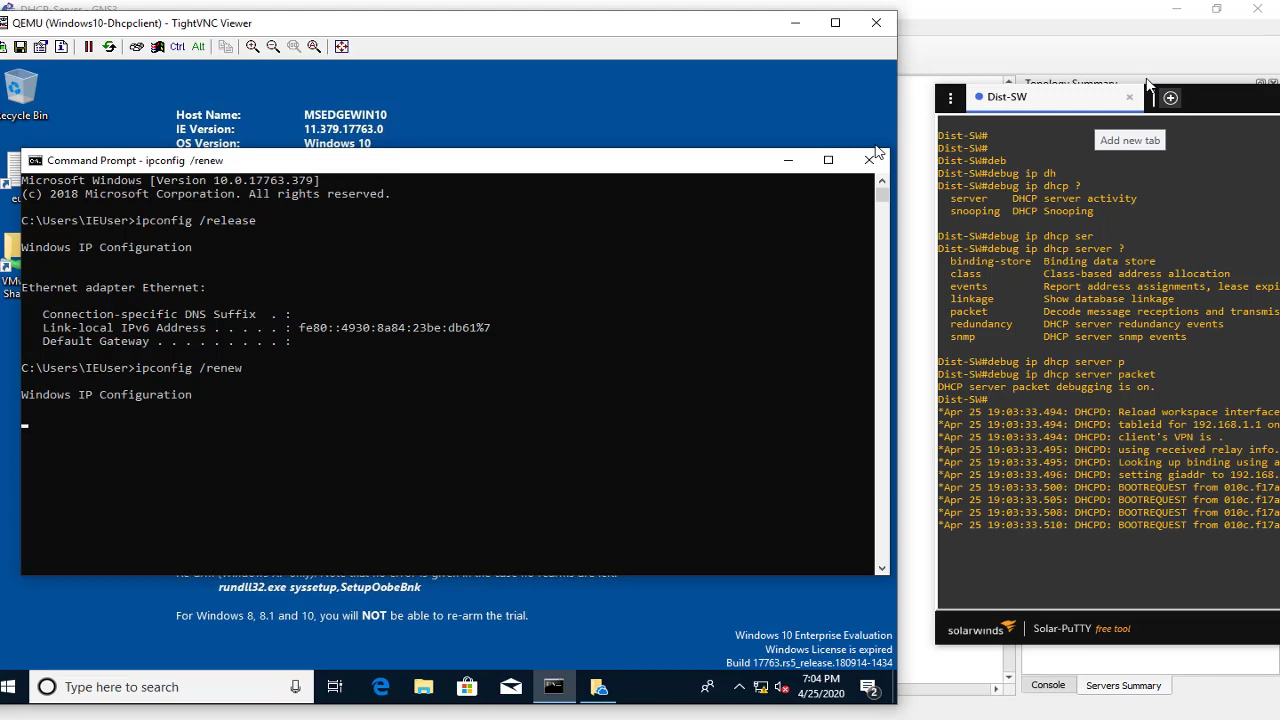 DHCP-Server - GNS3
QEMU (Windows10-Dhcpclient) - TightVNC Viewer
Ctrl Alt
Recycle Bin
Host Name: MSEDGEWIN10
IE Version: 11.379.17763.0
OS Version: Windows 10
Command Prompt - ipconfig /renew
Microsoft Windows [Version 10.0.17763.379]
(c) 2018 Microsoft Corporation. All rights reserved.
C:\Users\IEUser>ipconfig /release
Windows IP Configuration
Ethernet adapter Ethernet:
Connection-specific DNS Suffix . :
Link-local IPv6 Address . . . . . : fe80::4930:8a84:23be:db61%7
Default Gateway . . . . . . . . . :
C:\Users\IEUser>ipconfig /renew
Windows IP Configuration
rundll32.exe syssetup,SetupOobeBnk
For Windows 8, 8.1 and 10, you will NOT be able to re-arm the trial.
Windows 10 Enterprise Evaluation
Windows License is expired
Build 17763.rs5_release.180914-1434
Type here to search
7:04 PM
4/25/2020
2
Topology Summary
Dist-SW
Add new tab
Dist-SW#
Dist-SW#
Dist-SW#deb
Dist-SW#debug ip dh
Dist-SW#debug ip dhcp ?
server DHCP server activity
snooping DHCP Snooping
Dist-SW#debug ip dhcp ser
Dist-SW#debug ip dhcp server ?
binding-store Binding data store
class Class-based address allocation
events Report address assignments, lease expi
linkage Show database linkage
packet Decode message receptions and transmis
redundancy DHCP server redundancy events
snmp DHCP server snmp events
Dist-SW#debug ip dhcp server p
Dist-SW#debug ip dhcp server packet
DHCP server packet debugging is on.
Dist-SW#
*Apr 25 19:03:33.494: DHCPD: Reload workspace interface
*Apr 25 19:03:33.494: DHCPD: tableid for 192.168.1.1 on
*Apr 25 19:03:33.494: DHCPD: client's VPN is .
*Apr 25 19:03:33.495: DHCPD: using received relay info.
*Apr 25 19:03:33.495: DHCPD: Looking up binding using a
*Apr 25 19:03:33.496: DHCPD: setting giaddr to 192.168.
*Apr 25 19:03:33.500: DHCPD: BOOTREQUEST from 010c.f17a
*Apr 25 19:03:33.505: DHCPD: BOOTREQUEST from 010c.f17a
*Apr 25 19:03:33.508: DHCPD: BOOTREQUEST from 010c.f17a
*Apr 25 19:03:33.510: DHCPD: BOOTREQUEST from 010c.f17a
solarwinds Solar-PuTTY free tool
Console Servers Summary